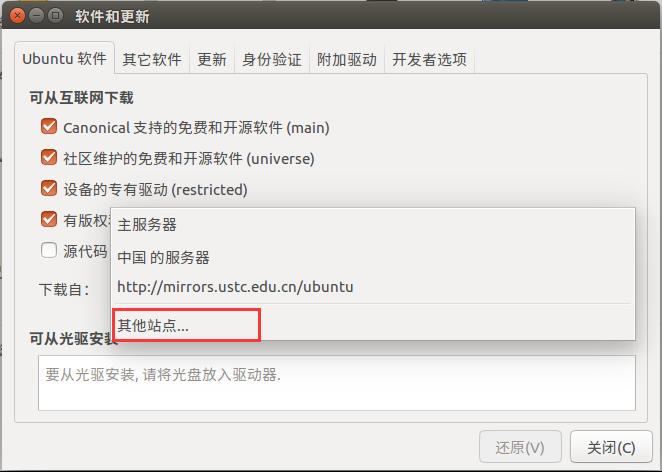 软件和更新
Ubuntu 软件 其它软件 更新 身份验证 附加驱动 开发者选项
可从互联网下载
Canonical 支持的免费和开源软件 (main)
社区维护的免费和开源软件 (universe)
设备的专有驱动 (restricted)
有版权
主服务器
源代码
中国 的服务器
下载自:
http://mirrors.ustc.edu.cn/ubuntu
其他站点...
可从光驱安装
要从光驱安装, 请将光盘放入驱动器.
还原(V) 关闭(C)